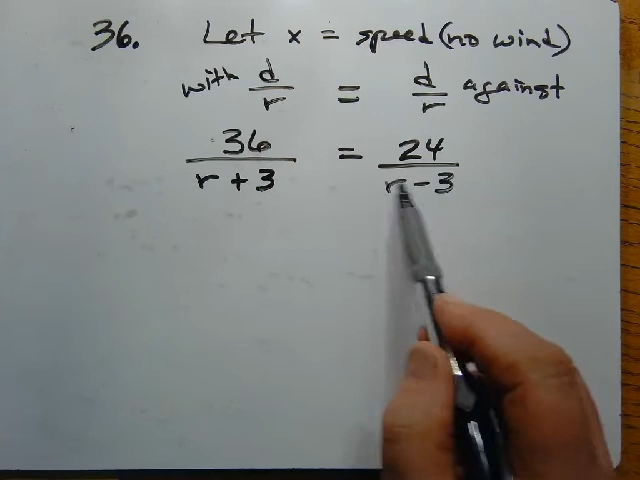 36. Let x = speed (no wind)
with d/r = d/r against
36/(r + 3) = 24/(r - 3)